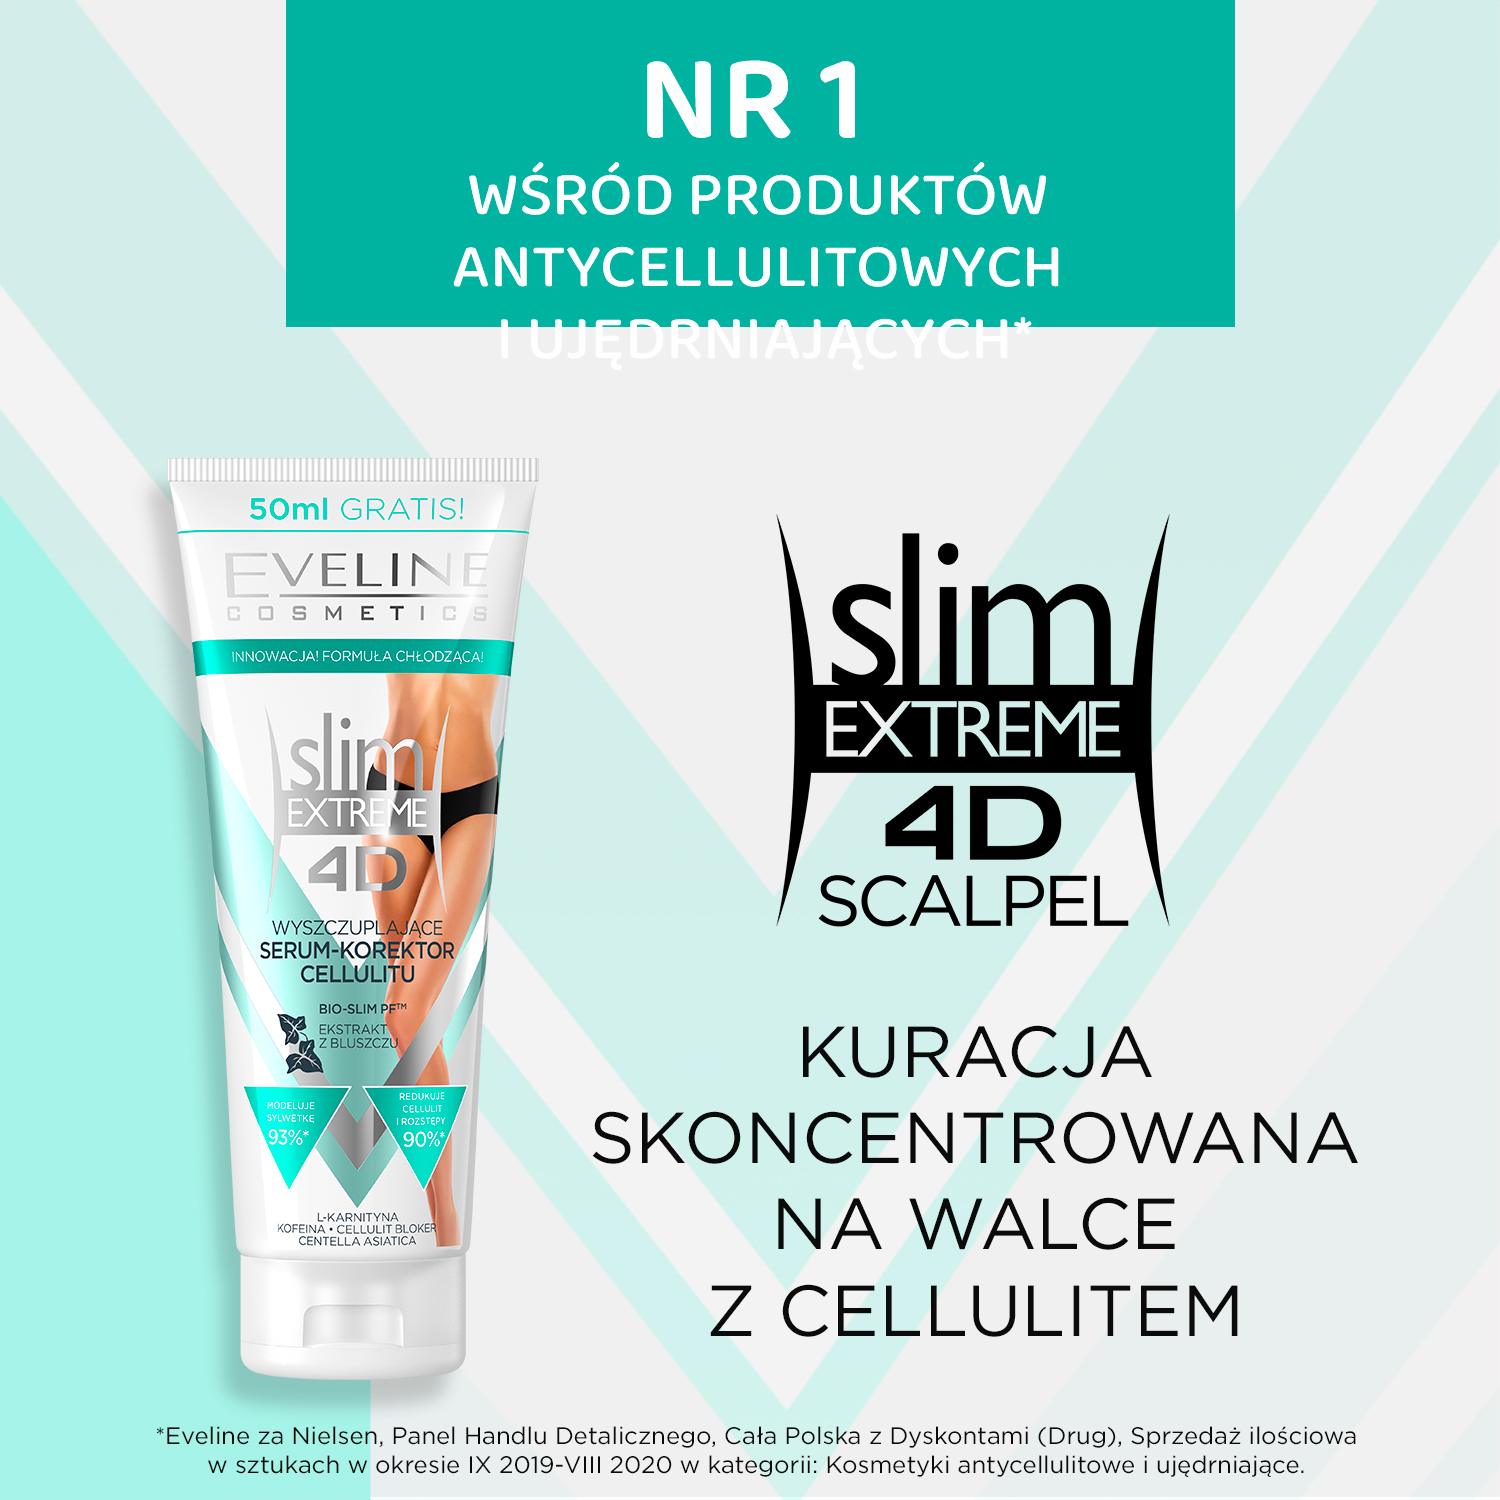 NR 1
WŚRÓD PRODUKTÓW
ANTYCELLULITOWYCH
I UJĘDRNIAJĄCYCH*
50ml GRATIS!
EVELINE
COSMETICS
INNOWACJA! FORMUŁA CHŁODZĄCA!
slim
EXTREME
4D
WYSZCZUPLAJĄCE
SERUM-KOREKTOR
CELLULITU
BIO-SLIM PF™
EKSTRAKT
Z BLUSZCZU
MODELUJE
SYLWETKĘ
93%*
REDUKUJE
CELLULIT
I ROZSTĘPY
90%*
L-KARNITYNA
KOFEINA • CELLULIT BLOKER
CENTELLA ASIATICA
slim
EXTREME
4D
SCALPEL
KURACJA
SKONCENTROWANA
NA WALCE
Z CELLULITEM
*Eveline za Nielsen, Panel Handlu Detalicznego, Cała Polska z Dyskontami (Drug), Sprzedaż ilościowa
w sztukach w okresie IX 2019-VIII 2020 w kategorii: Kosmetyki antycellulitowe i ujędrniające.